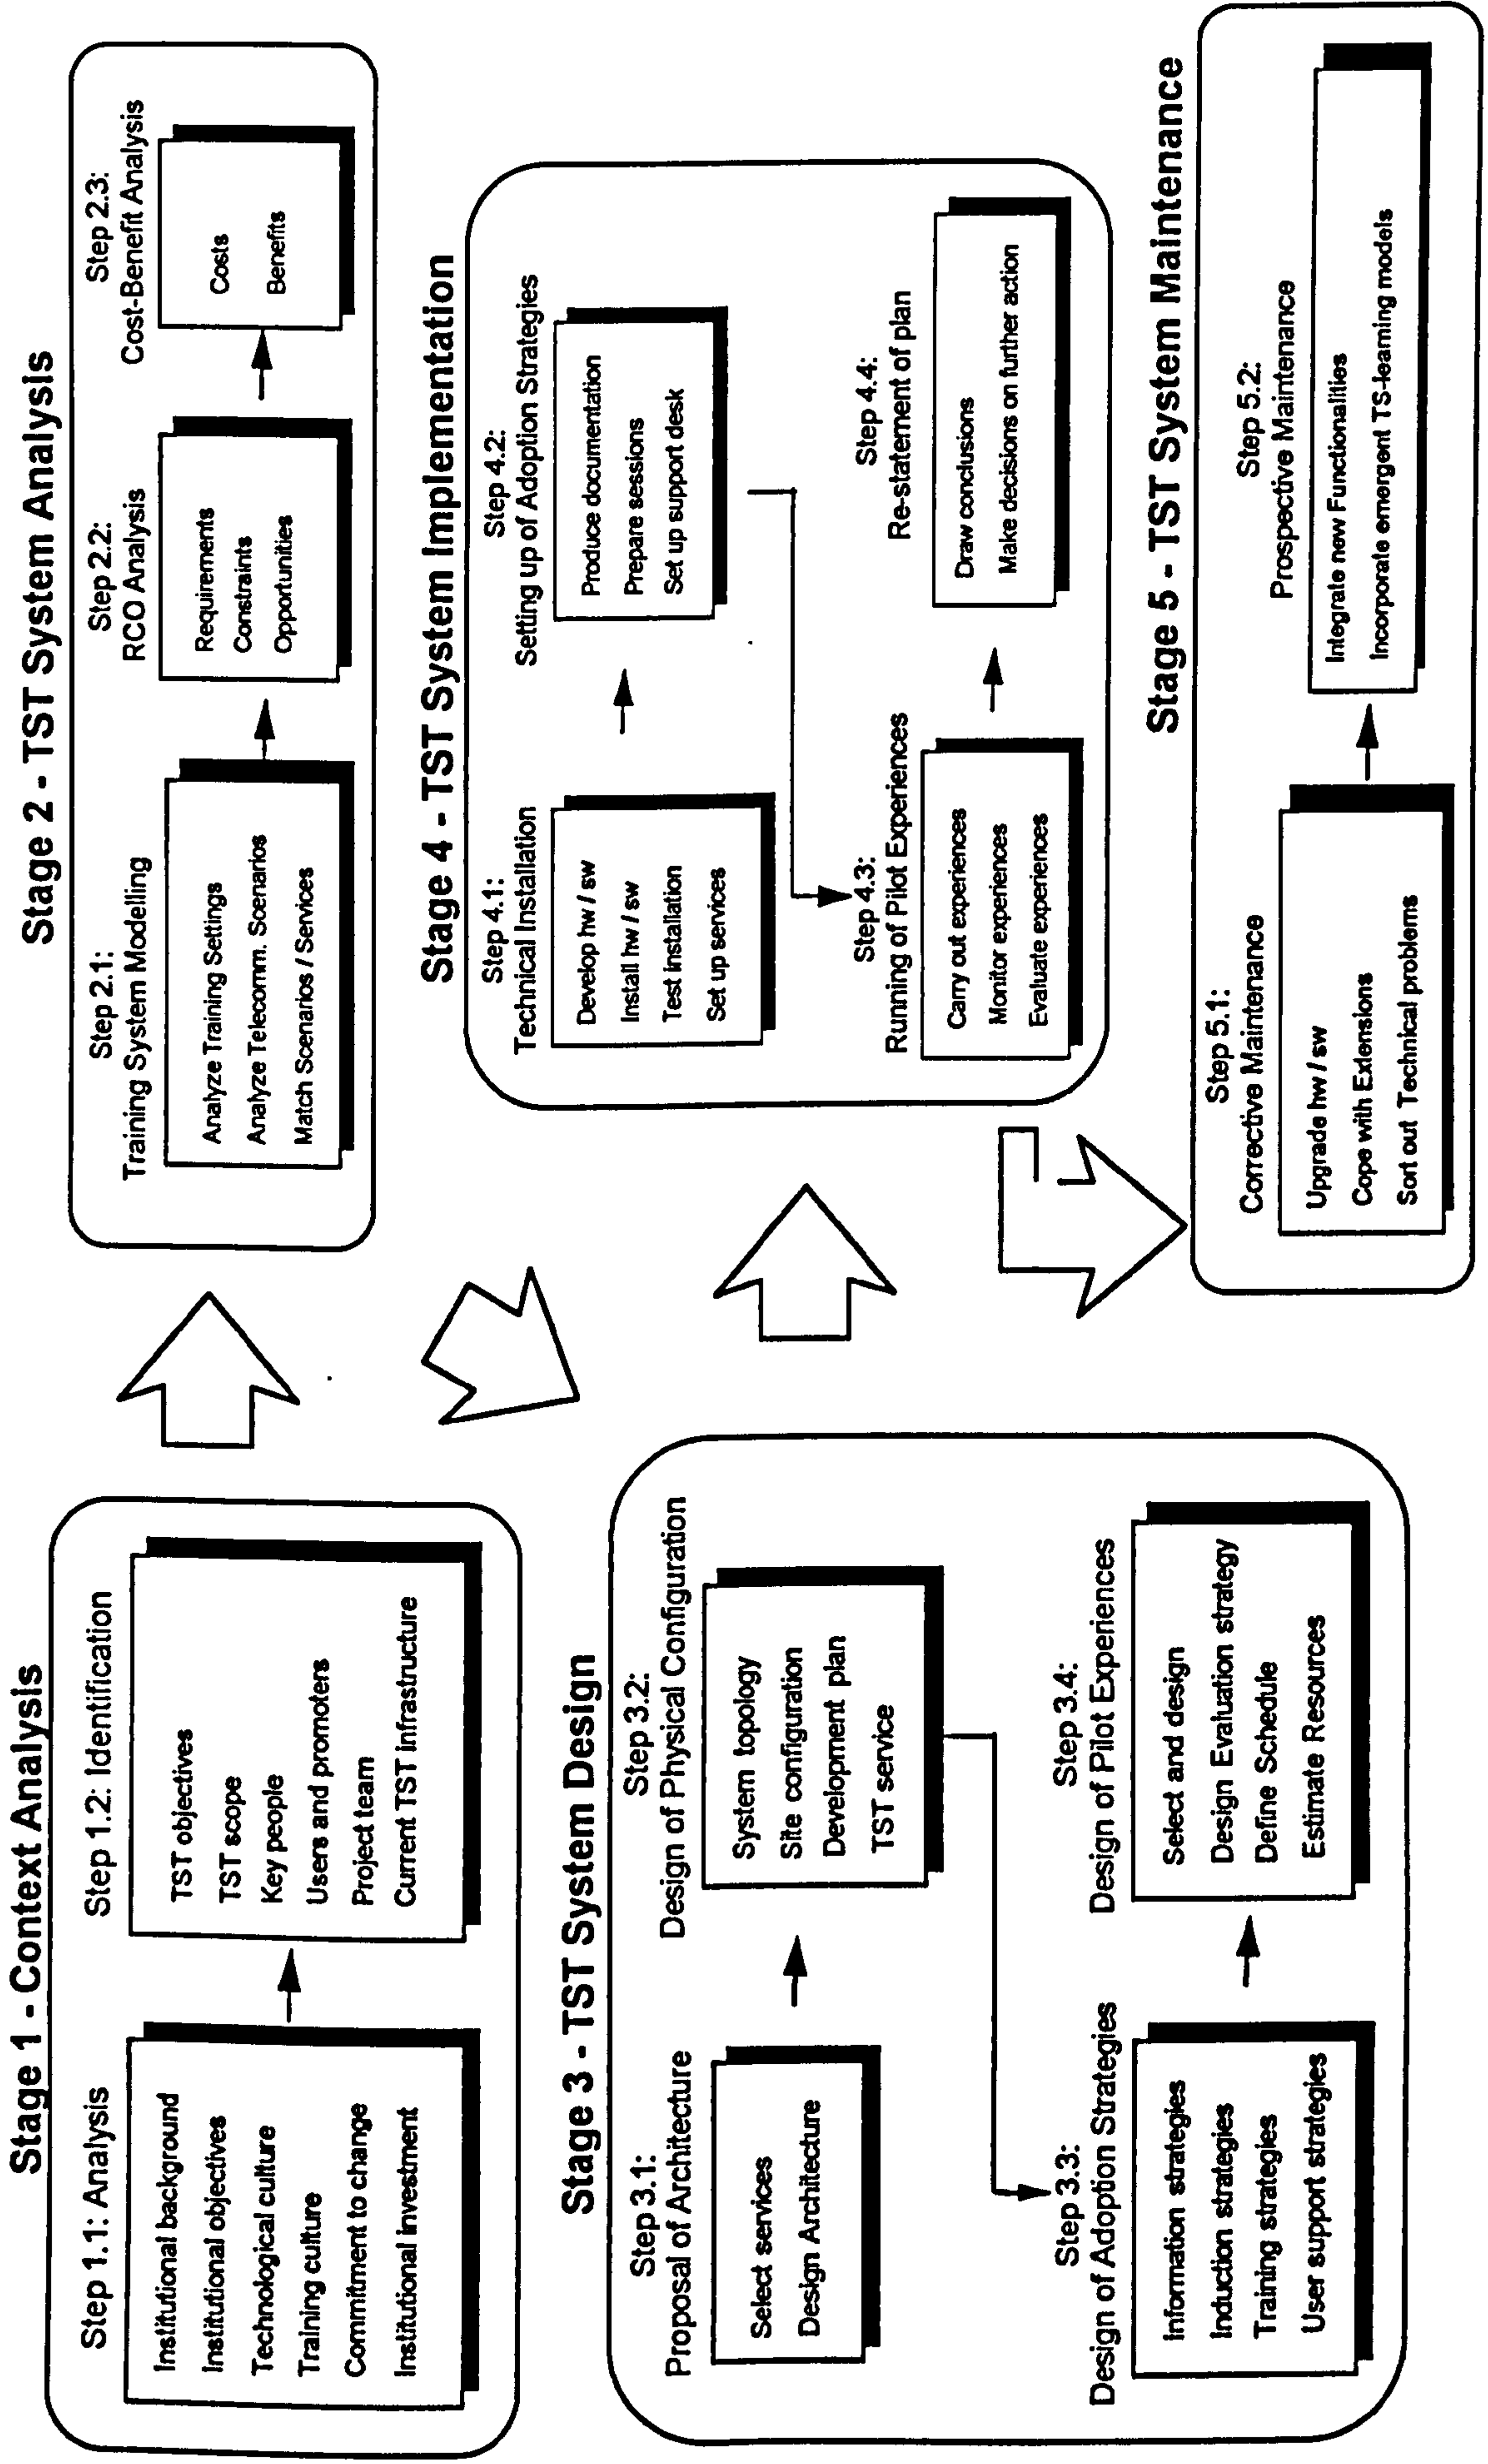 Stage 1 - Context Analysis
Step 1.1: Analysis
Institutional background
Institutional objectives
Technological culture
Training culture
Commitment to change
Institutional investment
Step 1.2: Identification
TST objectives
TST scope
Key people
Users and promoters
Project team
Current TST Infrastructure
Stage 2 - TST System Analysis
Step 2.1:
Training System Modelling
Analyze Training Settings
Analyze Telecomm. Scenarios
Match Scenarios / Services
Step 2.2:
RCO Analysis
Requirements
Constraints
Opportunities
Step 2.3:
Cost-Benefit Analysis
Costs
Benefits
Stage 3 - TST System Design
Step 3.1:
Proposal of Architecture
Select services
Design Architecture
Step 3.2:
Design of Physical Configuration
System topology
Site configuration
Development plan
TST service
Step 3.3:
Design of Adoption Strategies
Information strategies
Induction strategies
Training strategies
User support strategies
Step 3.4:
Design of Pilot Experiences
Select and design
Design Evaluation strategy
Define Schedule
Estimate Resources
Stage 4 - TST System Implementation
Step 4.1:
Technical Installation
Develop hw / sw
Install hw / sw
Test installation
Set up services
Step 4.2:
Setting up of Adoption Strategies
Produce documentation
Prepare sessions
Set up support desk
Step 4.3:
Running of Pilot Experiences
Carry out experiences
Monitor experiences
Evaluate experiences
Step 4.4:
Re-statement of plan
Draw conclusions
Make decisions on further action
Stage 5 - TST System Maintenance
Step 5.1:
Corrective Maintenance
Upgrade hw / sw
Cope with Extensions
Sort out Technical problems
Step 5.2:
Prospective Maintenance
Integrate new Functionalities
Incorporate emergent TS-learning models